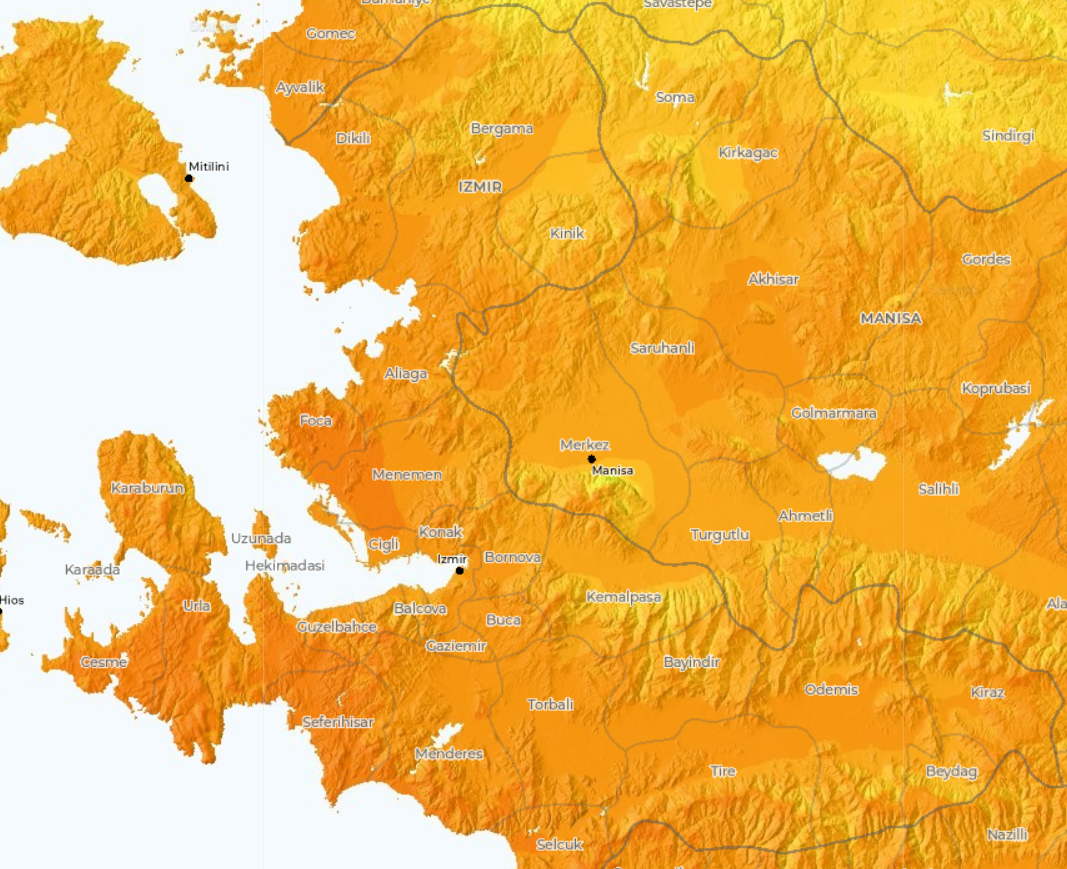 Burhaniye
Savastepe
Gomec
Ayvalik
Soma
Dikili
Bergama
Sindirgi
Kirkagac
Mitilini
IZMIR
Kinik
Gordes
Akhisar
MANISA
Saruhanli
Aliaga
Koprubasi
Golmarmara
Foca
Merkez
Manisa
Menemen
Karaburun
Salihli
Ahmetli
Konak
Turgutlu
Uzunada
Cigli
Izmir
Bornova
Hekimadasi
Karaada
Hios
Kemalpasa
Urla
Balcova
Buca
Guzelbahce
Gaziemir
Cesme
Bayindir
Odemis
Kiraz
Torbali
Seferihisar
Menderes
Tire
Beydag
Nazilli
Selcuk